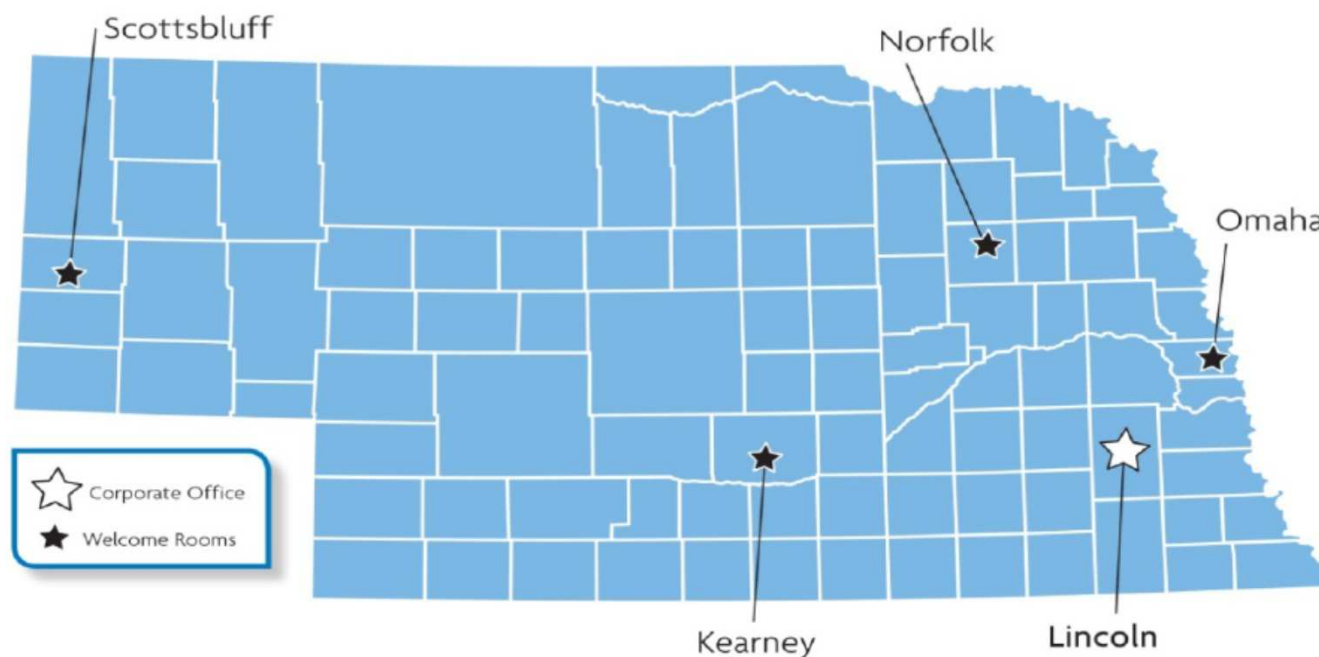 Scottsbluff
Norfolk
Omaha
Corporate Office
Welcome Rooms
Kearney
Lincoln